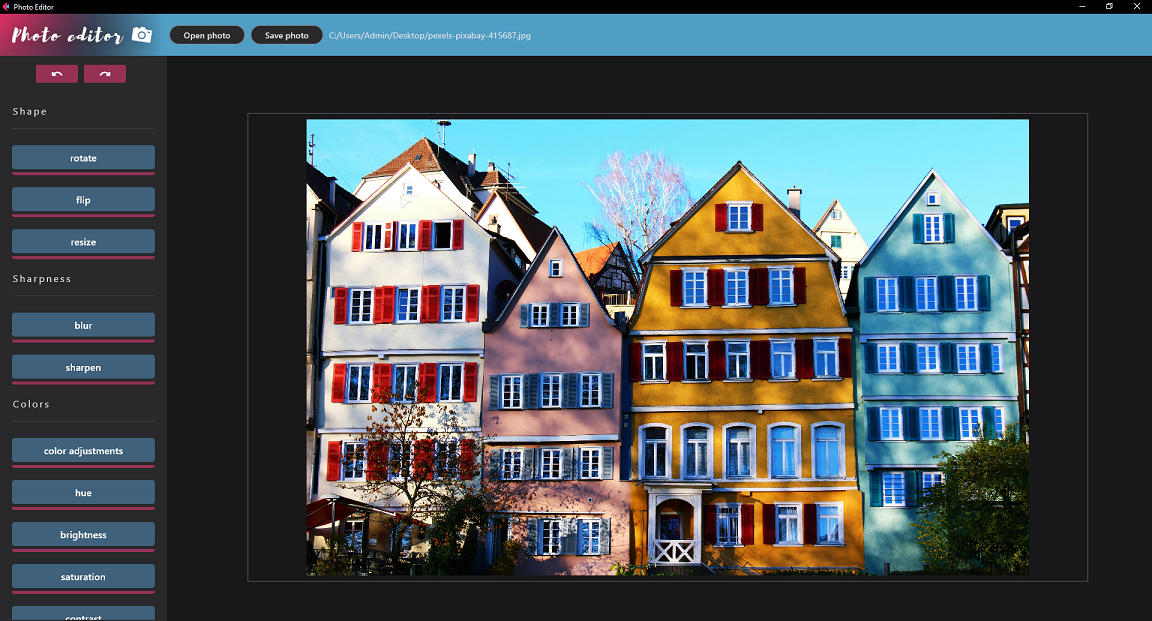 Photo Editor
Photo editor
Open photo
Save photo
C:/Users/Admin/Desktop/pexels-pixabay-415687.jpg
Shape
rotate
flip
resize
Sharpness
blur
sharpen
Colors
color adjustments
hue
brightness
saturation
contrast